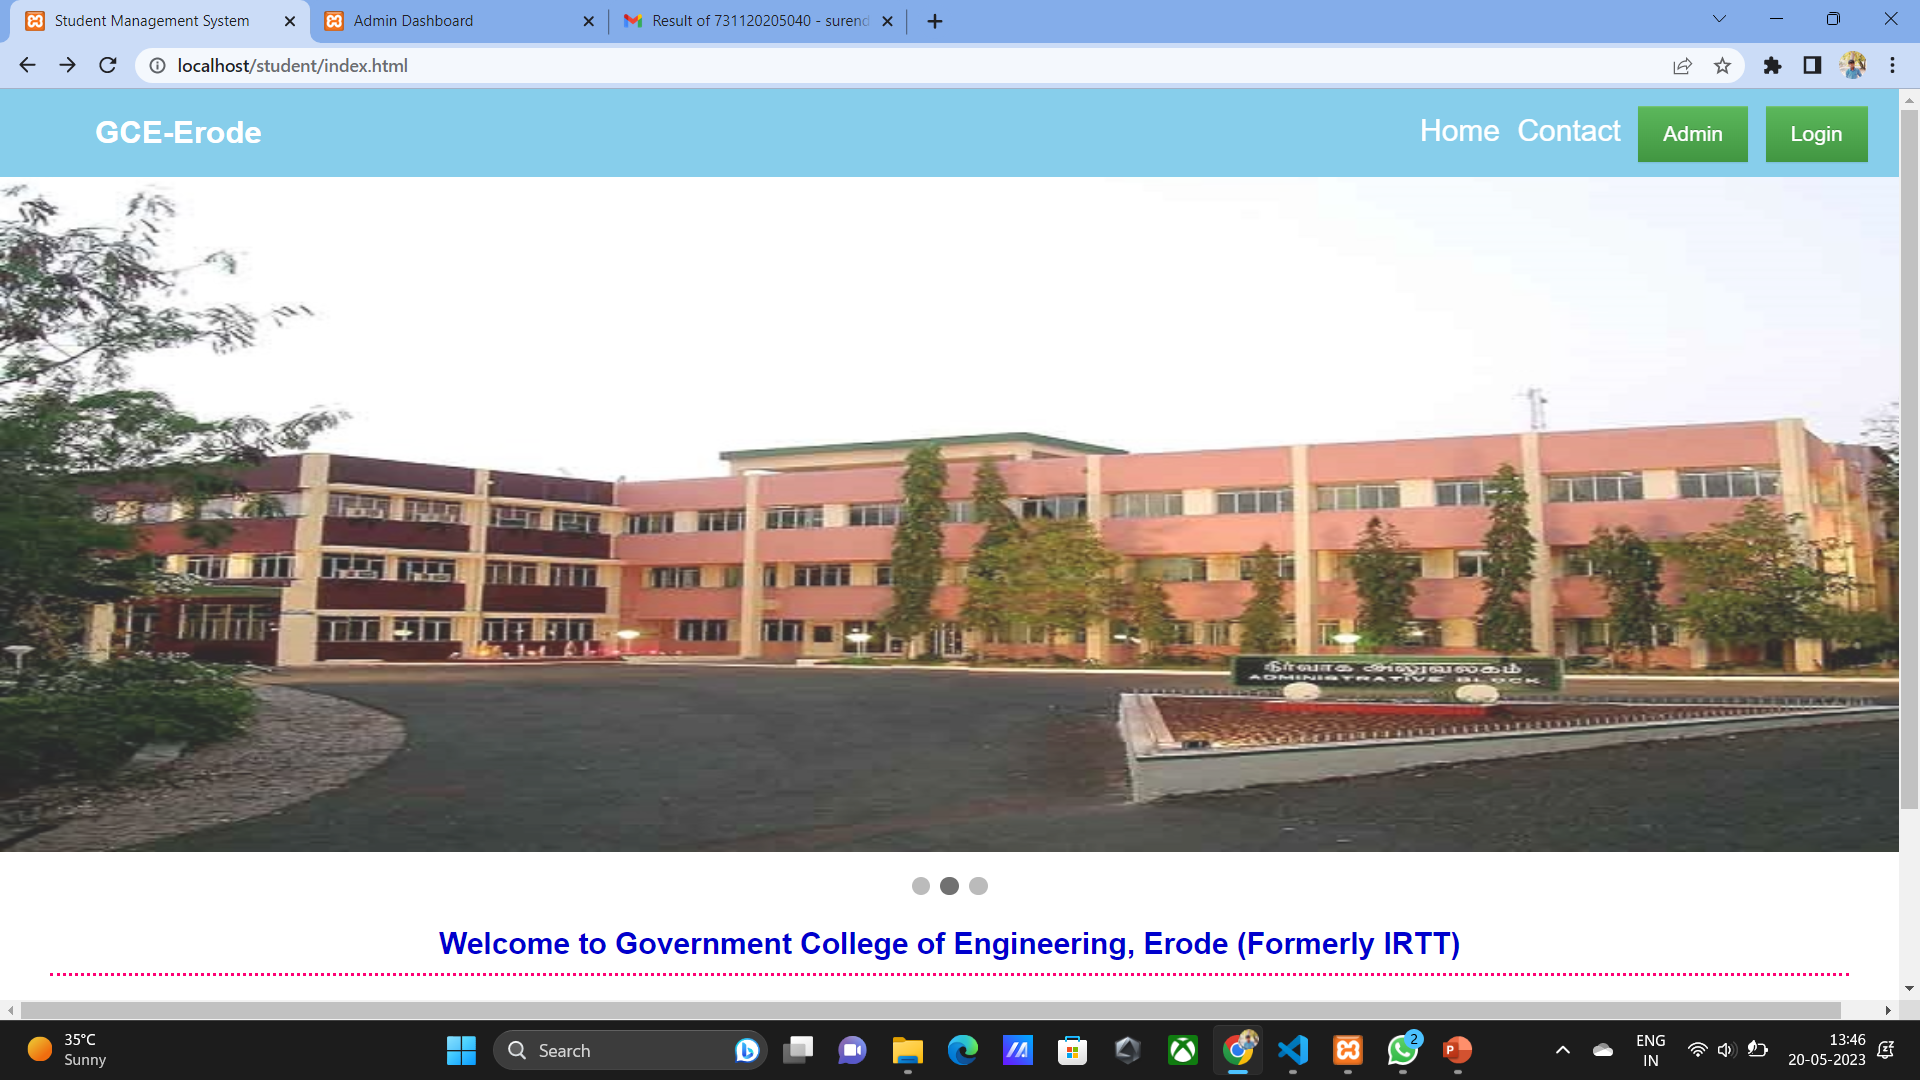 Student Management System
Admin Dashboard
Result of 731120205040 - surend
localhost/student/index.html
GCE-Erode
Home Contact Admin Login
நிர்வாக அலுவலகம்
ADMINISTRATIVE BLOCK
Welcome to Government College of Engineering, Erode (Formerly IRTT)
35°C
Sunny
Search
2
ENG
IN
13:46
20-05-2023